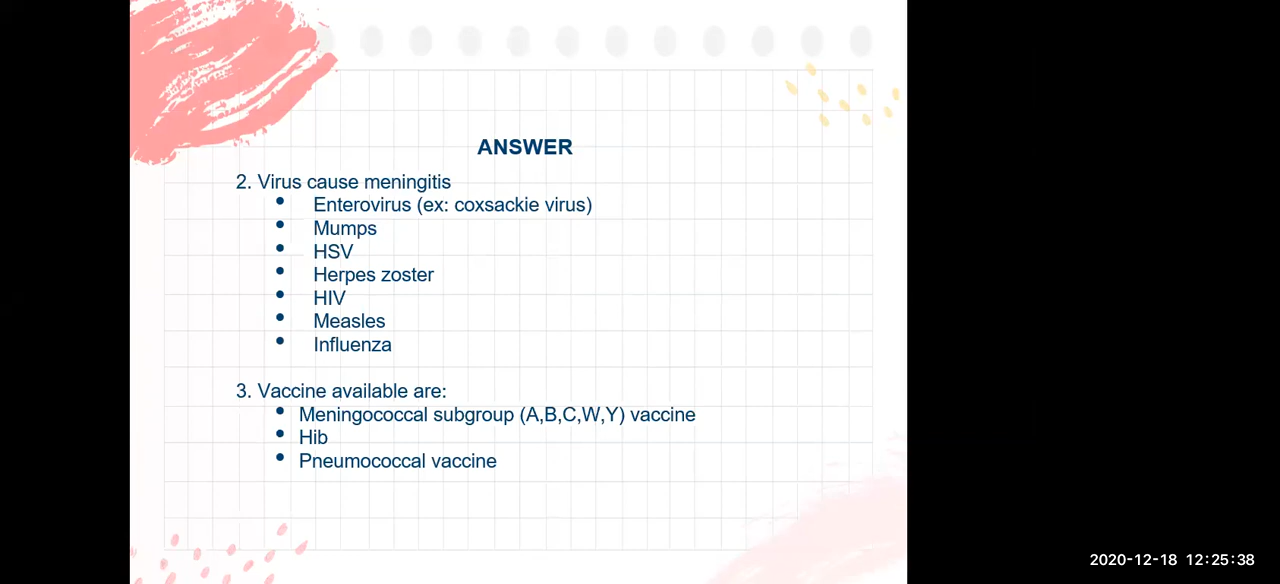 ANSWER
2. Virus cause meningitis
• Enterovirus (ex: coxsackie virus)
• Mumps
• HSV
• Herpes zoster
• HIV
• Measles
• Influenza
3. Vaccine available are:
• Meningococcal subgroup (A,B,C,W,Y) vaccine
• Hib
• Pneumococcal vaccine
2020-12-18 12:25:38